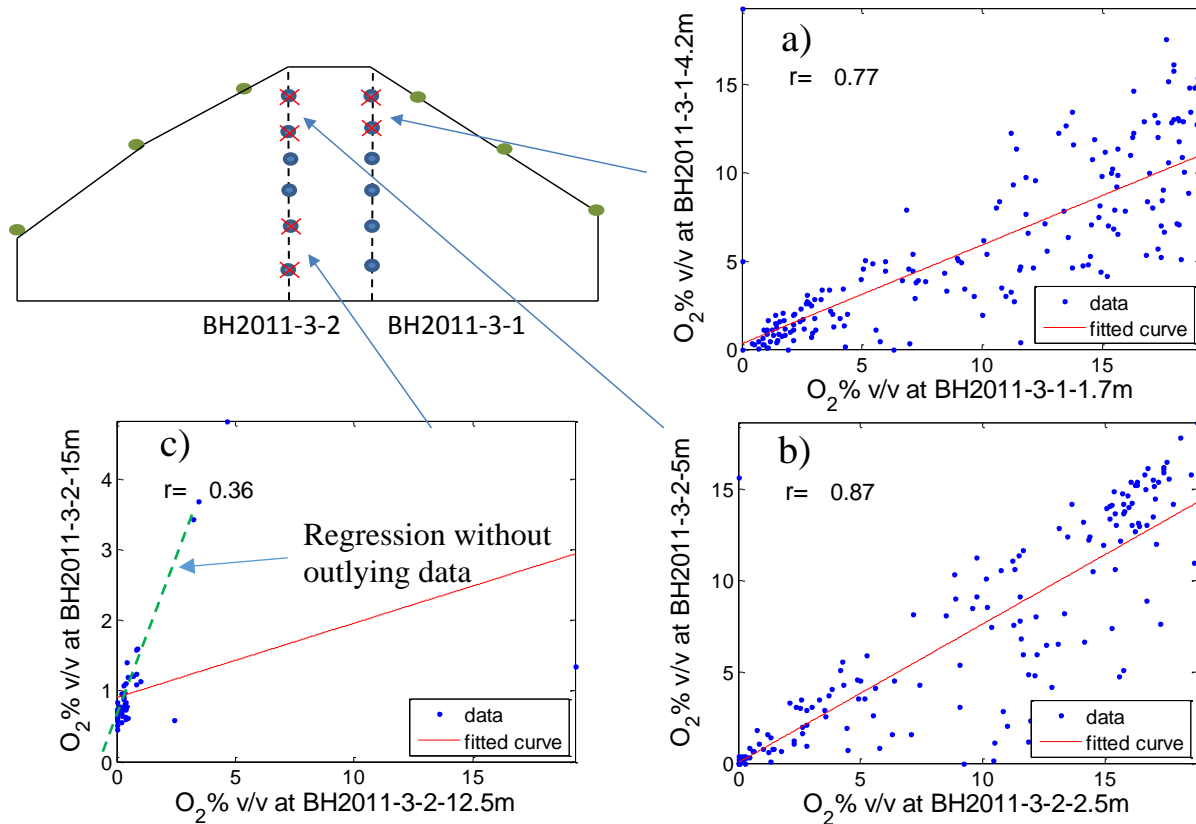 BH2011-3-2
BH2011-3-1
a)
r= 0.77
O2% v/v at BH2011-3-1-4.2m
15
10
5
0
0
5
10
15
data
fitted curve
O2% v/v at BH2011-3-1-1.7m
c)
r= 0.36
Regression without
outlying data
O2% v/v at BH2011-3-2-15m
4
3
2
1
0
0
5
10
15
data
fitted curve
O2% v/v at BH2011-3-2-12.5m
b)
r= 0.87
O2% v/v at BH2011-3-2-5m
15
10
5
0
0
5
10
15
data
fitted curve
O2% v/v at BH2011-3-2-2.5m